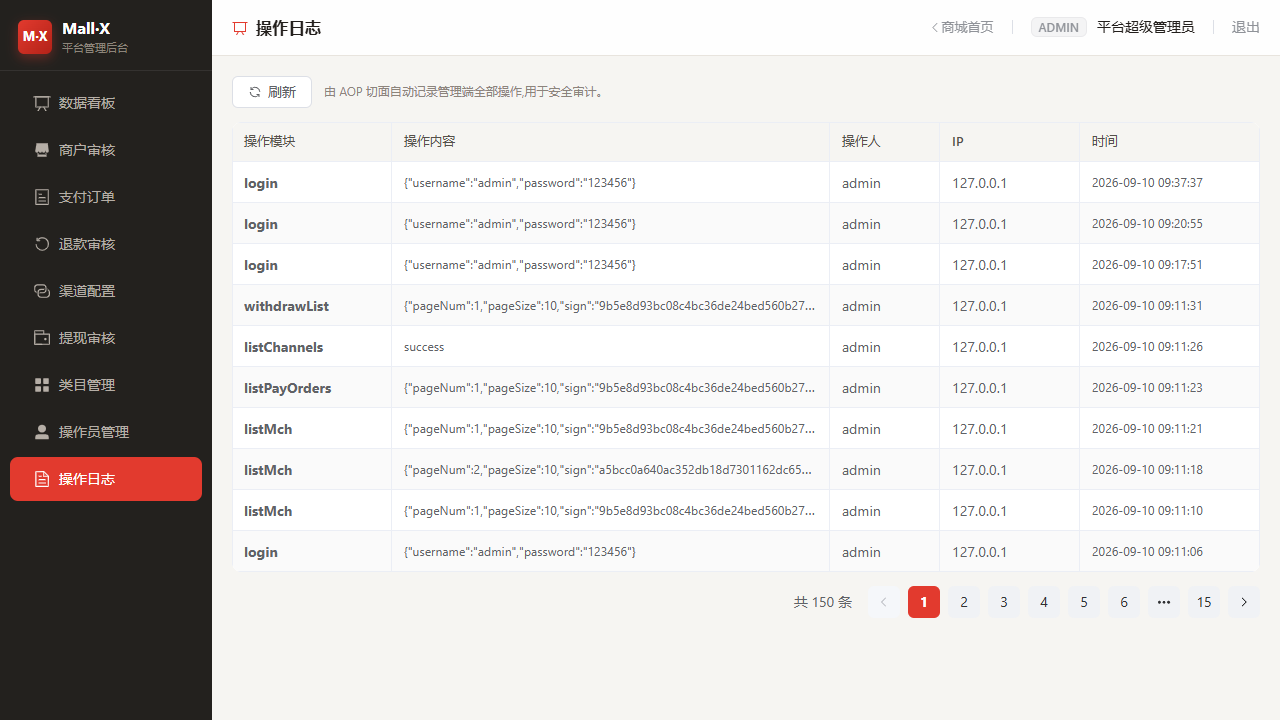 M·X
Mall·X
平台管理后台
操作日志
商城首页
ADMIN
平台超级管理员
退出
数据看板
商户审核
支付订单
退款审核
渠道配置
提现审核
类目管理
操作员管理
操作日志
刷新
由 AOP 切面自动记录管理端全部操作,用于安全审计。
操作模块 操作内容 操作人 IP 时间
login {"username":"admin","password":"123456"} admin 127.0.0.1 2026-09-10 09:37:37
login {"username":"admin","password":"123456"} admin 127.0.0.1 2026-09-10 09:20:55
login {"username":"admin","password":"123456"} admin 127.0.0.1 2026-09-10 09:17:51
withdrawList {"pageNum":1,"pageSize":10,"sign":"9b5e8d93bc08c4bc36de24bed560b27... admin 127.0.0.1 2026-09-10 09:11:31
listChannels success admin 127.0.0.1 2026-09-10 09:11:26
listPayOrders {"pageNum":1,"pageSize":10,"sign":"9b5e8d93bc08c4bc36de24bed560b27... admin 127.0.0.1 2026-09-10 09:11:23
listMch {"pageNum":1,"pageSize":10,"sign":"9b5e8d93bc08c4bc36de24bed560b27... admin 127.0.0.1 2026-09-10 09:11:21
listMch {"pageNum":2,"pageSize":10,"sign":"a5bcc0a640ac352db18d7301162dc65... admin 127.0.0.1 2026-09-10 09:11:18
listMch {"pageNum":1,"pageSize":10,"sign":"9b5e8d93bc08c4bc36de24bed560b27... admin 127.0.0.1 2026-09-10 09:11:10
login {"username":"admin","password":"123456"} admin 127.0.0.1 2026-09-10 09:11:06
共 150 条 1 2 3 4 5 6 ••• 15